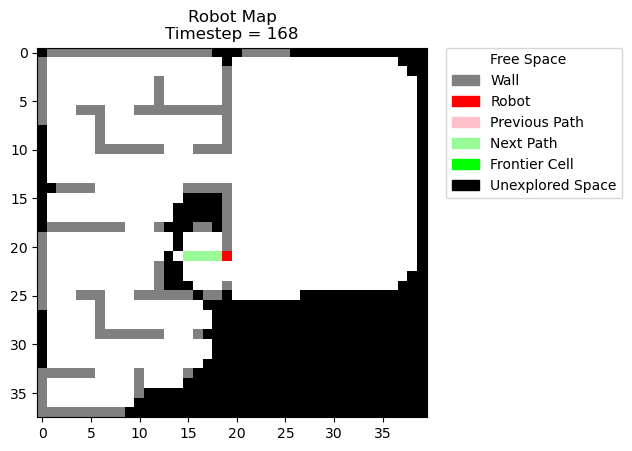 Robot Map
Timestep = 168
0
5
10
15
20
25
30
35
0
5
10
15
20
25
30
35
Free Space
Wall
Robot
Previous Path
Next Path
Frontier Cell
Unexplored Space